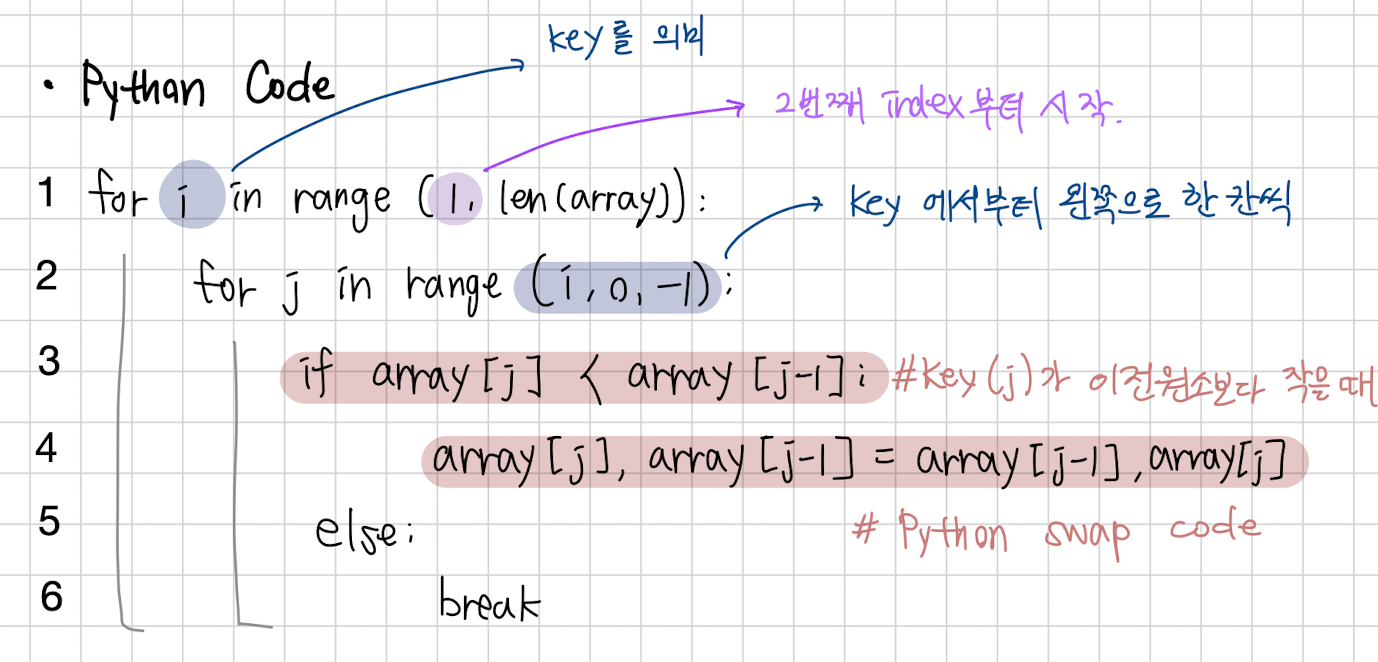 key를 의미
• Python Code
2번째 index부터 시작.
1 for i in range (1, len(array)):
key 에서부터 왼쪽으로 한 칸씩
2 for j in range (i, 0, -1):
3 if array[j] < array [j-1]: #Key(j)가 이전원소보다 작을 때
4 array[j], array[j-1] = array[j-1], array[j]
5 else:
# Python swap code
6 break